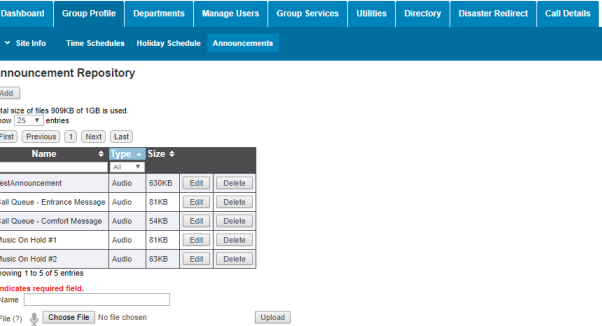 Dashboard Group Profile Departments Manage Users Group Services Utilities Directory Disaster Redirect Call Details
Site Info Time Schedules Holiday Schedule Announcements
nnouncement Repository
Add
tal size of files 909KB of 1GB is used.
how 25 entries
First Previous 1 Next Last
Name Type Size
All
TestAnnouncement Audio 630KB Edit Delete
Call Queue - Entrance Message Audio 81KB Edit Delete
Call Queue - Comfort Message Audio 54KB Edit Delete
Music On Hold #1 Audio 81KB Edit Delete
Music On Hold #2 Audio 63KB Edit Delete
howing 1 to 5 of 5 entries
ndicates required field.
Name
File (?) Choose File No file chosen Upload